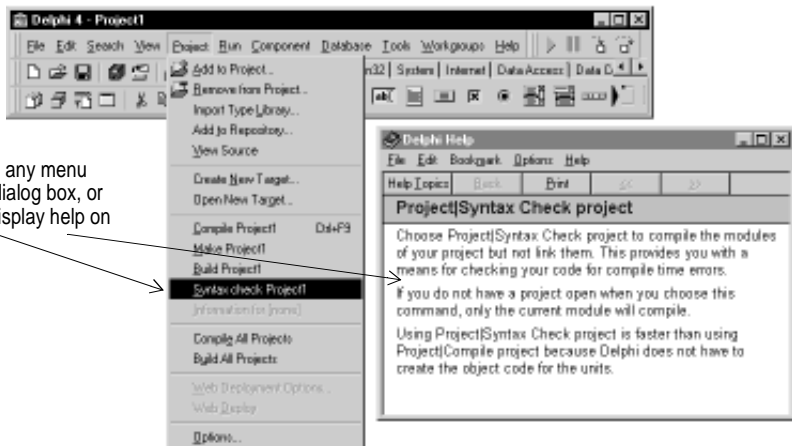 Delphi 4 - Project1
File Edit Search View Project Run Component Database Tools Workgroups Help
n32 System Internet Data Access Data C
Add to Project...
Remove from Project...
Import Type Library...
Add to Repository...
View Source
Create New Target...
Open New Target...
Compile Project1 Ctrl+F9
Make Project1
Build Project1
Syntax check Project1
Information for [none]
Compile All Projects
Build All Projects
Web Deployment Options...
Web Deploy
Options...
any menu
dialog box, or
isplay help on
Delphi Help
File Edit Bookmark Options Help
Help Topics Back Print << >>
Project|Syntax Check project
Choose Project|Syntax Check project to compile the modules
of your project but not link them. This provides you with a
means for checking your code for compile time errors.
If you do not have a project open when you choose this
command, only the current module will compile.
Using Project|Syntax Check project is faster than using
Project|Compile project because Delphi does not have to
create the object code for the units.